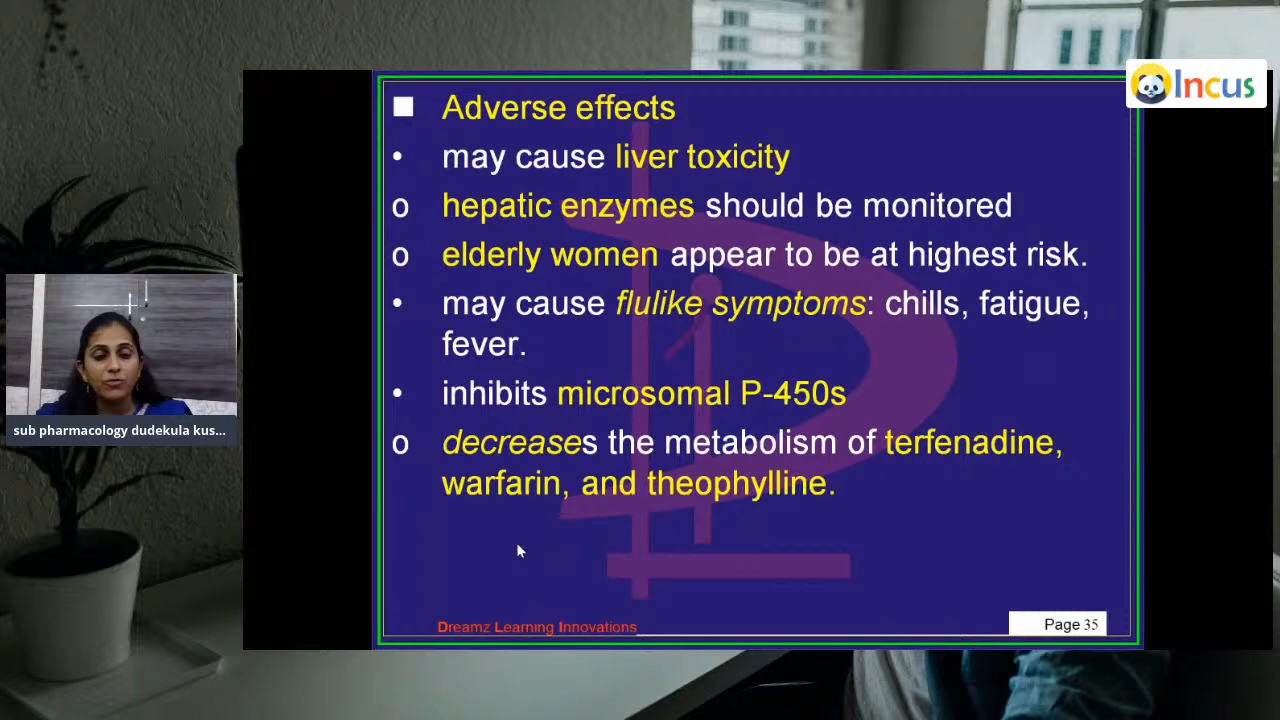 Incus
■ Adverse effects
• may cause liver toxicity
o hepatic enzymes should be monitored
o elderly women appear to be at highest risk.
• may cause flulike symptoms: chills, fatigue,
fever.
• inhibits microsomal P-450s
o decreases the metabolism of terfenadine,
warfarin, and theophylline.
sub pharmacology dudekula kus...
Dreamz Learning Innovations
Page 35